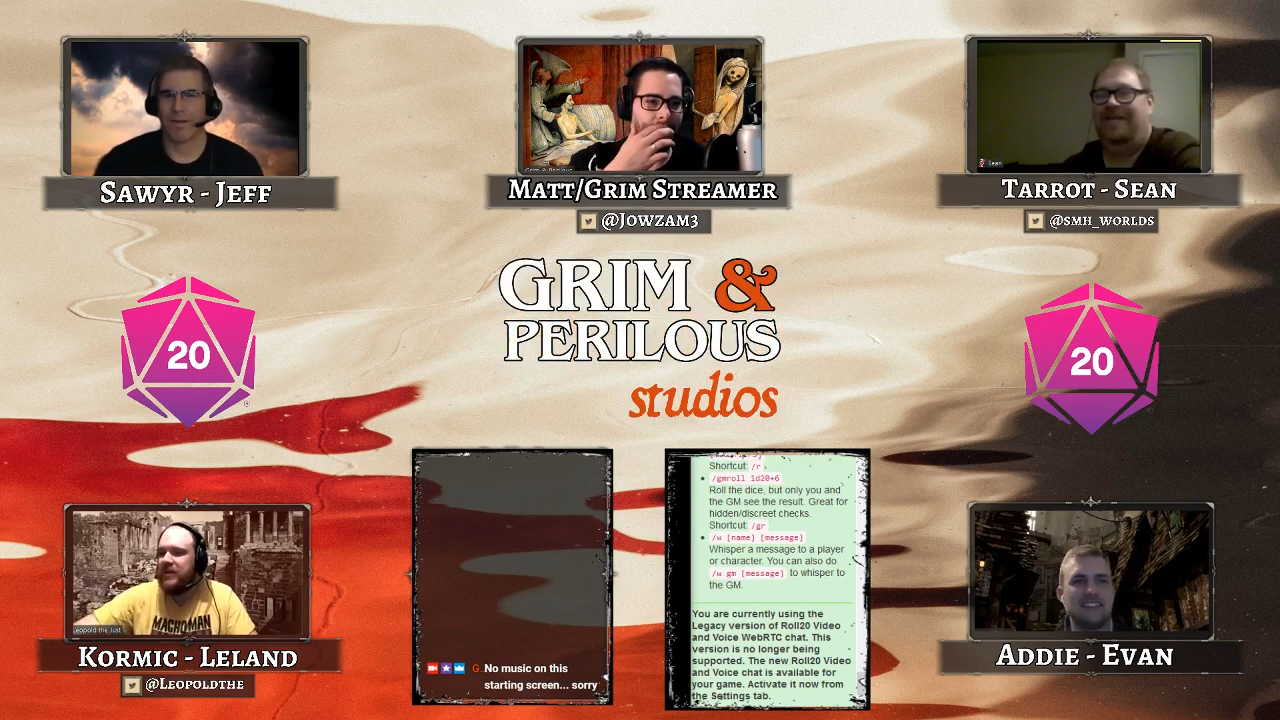 Sawyr - Jeff
Matt/Grim Streamer
@Jowzam3
Tarrot - Sean
@smh_worlds
Sean
GRIM &
PERILOUS
studios
20
20
Shortcut: /r
/gmroll 1d20+6
Roll the dice, but only you and
the GM see the result. Great for
hidden/discreet checks.
Shortcut: /gr
/w [name] [message]
Whisper a message to a player
or character. You can also do
/w gm [message] to whisper to
the GM.
You are currently using the
Legacy version of Roll20 Video
and Voice WebRTC chat. This
version is no longer being
supported. The new Roll20 Video
and Voice chat is available for
your game. Activate it now from
the Settings tab.
G. No music on this
starting screen... sorry
MACHOMAN
Leopold the Just
Kormic - Leland
@Leopoldthe
Addie - Evan